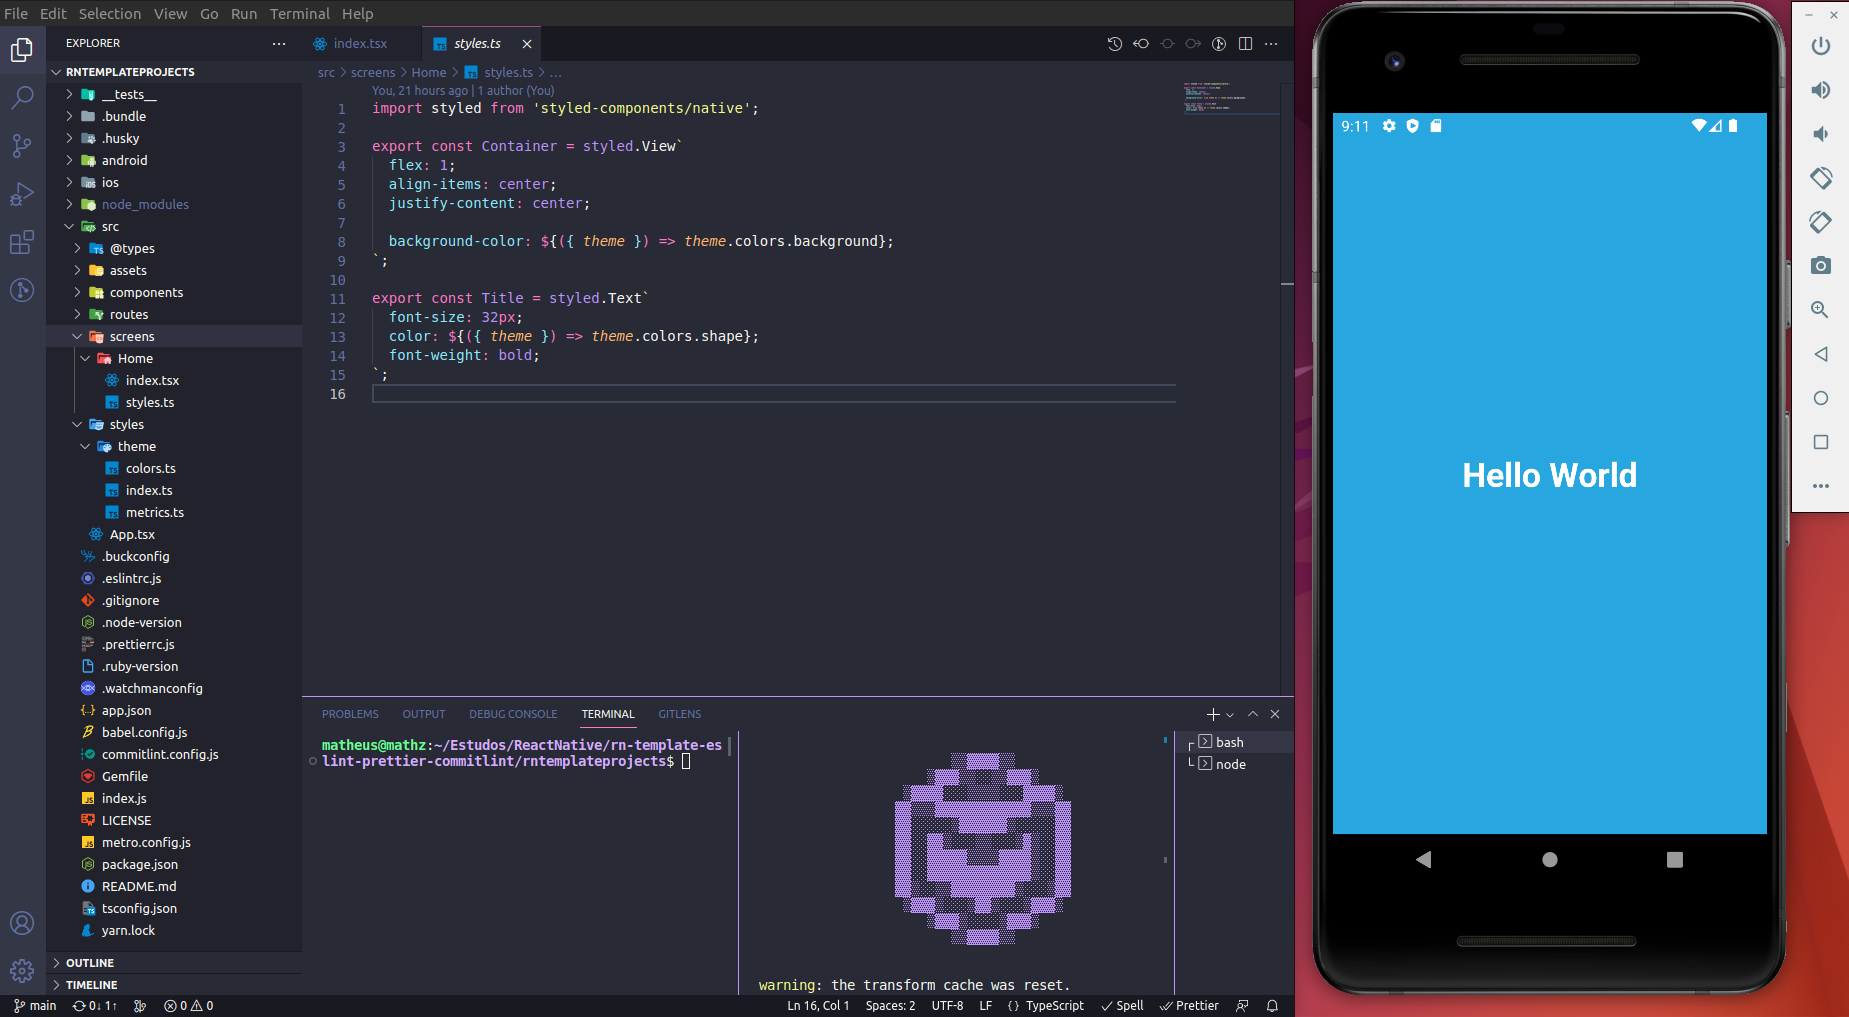 File Edit Selection View Go Run Terminal Help
EXPLORER
RNTEMPLATEPROJECTS
__tests__
.bundle
.husky
android
ios
node_modules
src
@types
assets
components
routes
screens
Home
index.tsx
styles.ts
styles
theme
colors.ts
index.ts
metrics.ts
App.tsx
.buckconfig
.eslintrc.js
.gitignore
.node-version
.prettierrc.js
.ruby-version
.watchmanconfig
app.json
babel.config.js
commitlint.config.js
Gemfile
index.js
LICENSE
metro.config.js
package.json
README.md
tsconfig.json
yarn.lock
OUTLINE
TIMELINE
index.tsx
styles.ts
src > screens > Home > styles.ts > ...
You, 21 hours ago | 1 author (You)
1 import styled from 'styled-components/native';
2
3 export const Container = styled.View`
4 flex: 1;
5 align-items: center;
6 justify-content: center;
7
8 background-color: ${({ theme }) => theme.colors.background};
9 `;
10
11 export const Title = styled.Text`
12 font-size: 32px;
13 color: ${({ theme }) => theme.colors.shape};
14 font-weight: bold;
15 `;
16
PROBLEMS OUTPUT DEBUG CONSOLE TERMINAL GITLENS
matheus@mathz:~/Estudos/ReactNative/rn-template-es
lint-prettier-commitlint/rntemplateprojects$
warning: the transform cache was reset.
bash
node
main 0↓ 1↑ 0 0 Ln 16, Col 1 Spaces: 2 UTF-8 LF {} TypeScript Spell Prettier
9:11
Hello World